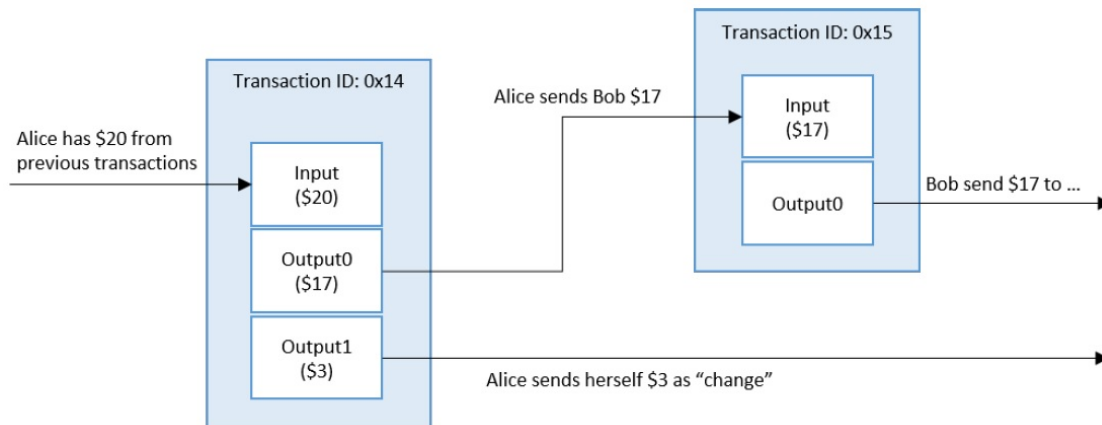 Transaction ID: 0x15
Transaction ID: 0x14
Alice sends Bob $17
Input
($17)
Alice has $20 from
previous transactions
Input
($20)
Bob send $17 to ...
Output0
Output0
($17)
Output1
($3)
Alice sends herself $3 as “change”